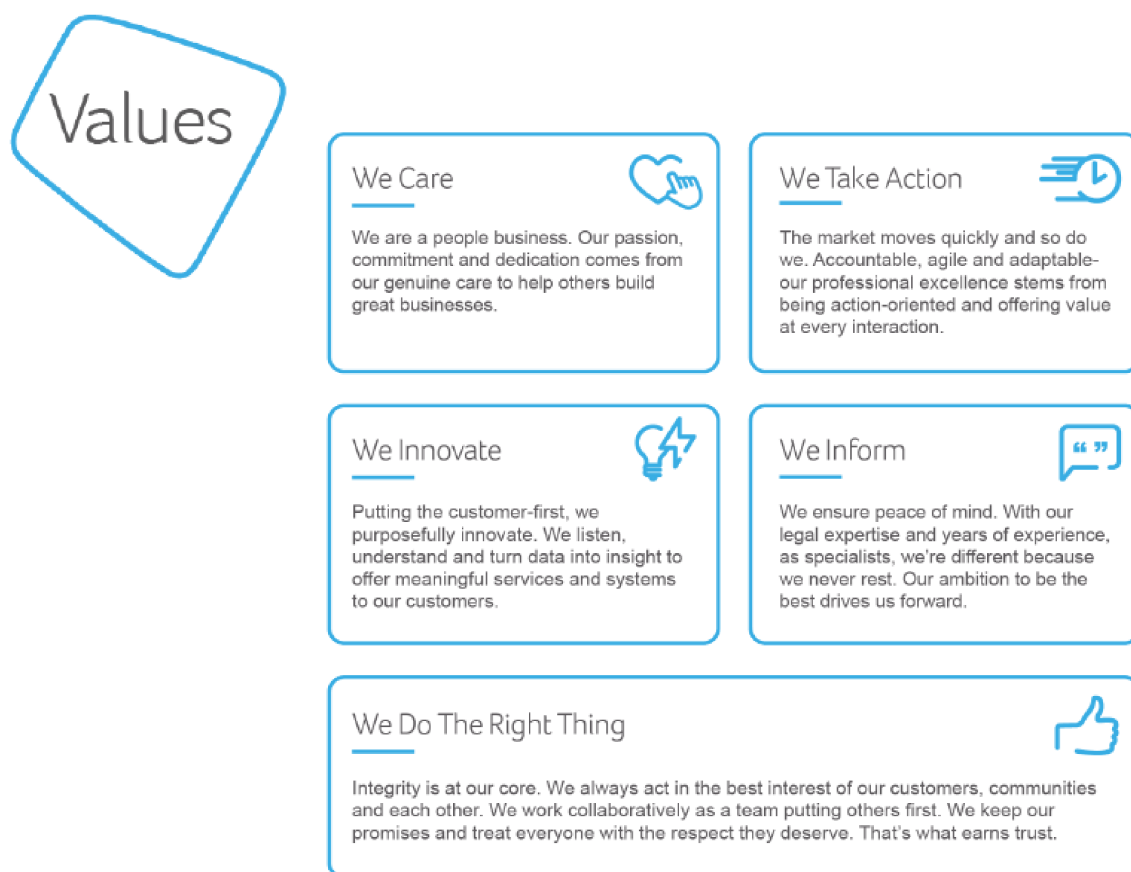 Values
We Care
We are a people business. Our passion,
commitment and dedication comes from
our genuine care to help others build
great businesses.
We Take Action
The market moves quickly and so do
we. Accountable, agile and adaptable-
our professional excellence stems from
being action-oriented and offering value
at every interaction.
We Innovate
Putting the customer-first, we
purposefully innovate. We listen,
understand and turn data into insight to
offer meaningful services and systems
to our customers.
We Inform
We ensure peace of mind. With our
legal expertise and years of experience,
as specialists, we're different because
we never rest. Our ambition to be the
best drives us forward.
We Do The Right Thing
Integrity is at our core. We always act in the best interest of our customers, communities
and each other. We work collaboratively as a team putting others first. We keep our
promises and treat everyone with the respect they deserve. That's what earns trust.